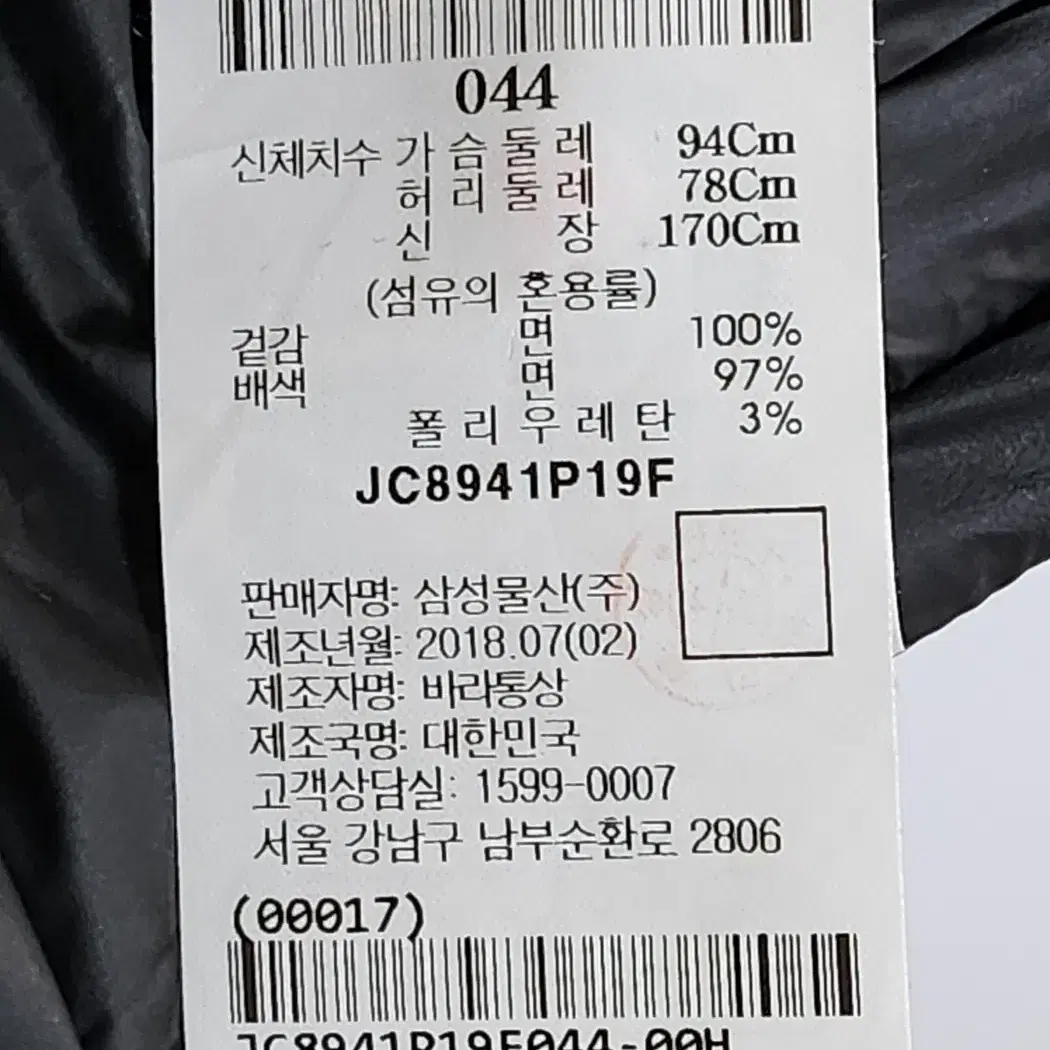 044
신체치수 가슴둘레 94Cm
허리둘레 78Cm
신장 170Cm
(섬유의 혼용률)
겉감 면 100%
배색 면 97%
폴리우레탄 3%
JC8941P19F
판매자명: 삼성물산(주)
제조년월: 2018.07(02)
제조자명: 바라통상
제조국명: 대한민국
고객상담실: 1599-0007
서울 강남구 남부순환로 2806
(00017)
JC8941P19F044-00H